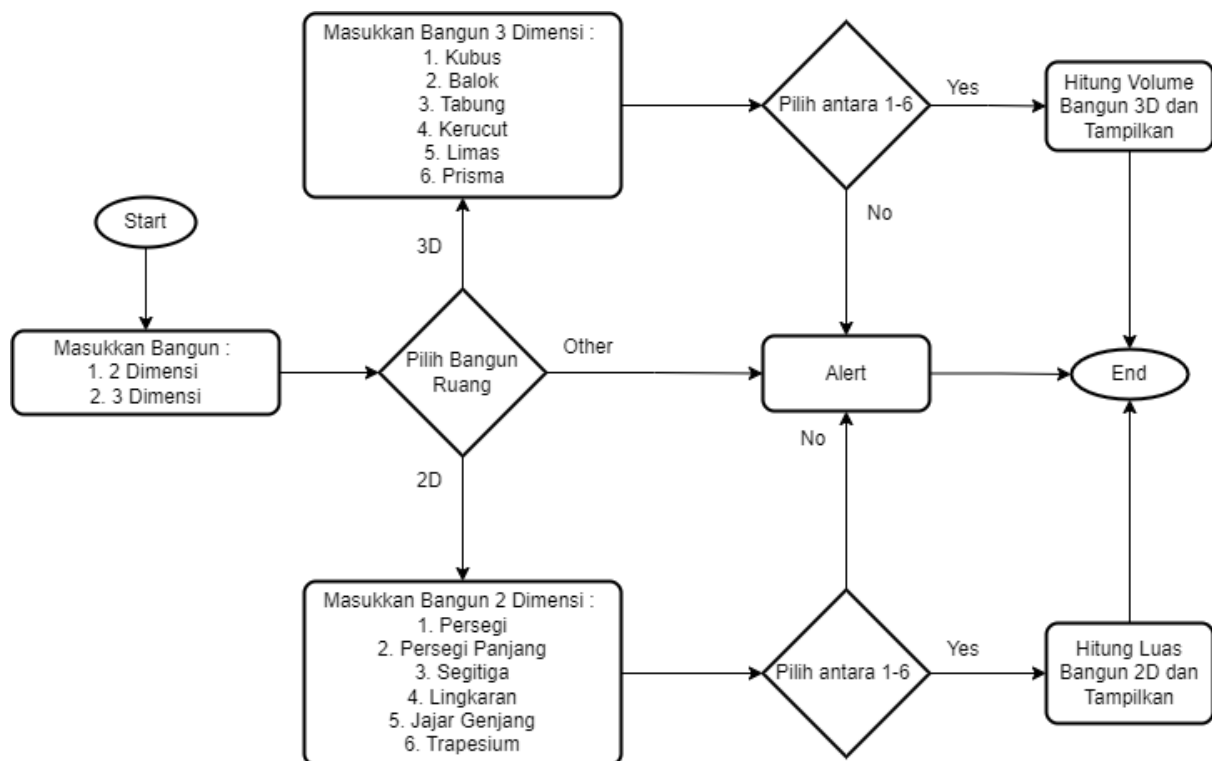 Masukkan Bangun 3 Dimensi :
1. Kubus
2. Balok
3. Tabung
4. Kerucut
5. Limas
6. Prisma
Pilih antara 1-6
Yes
Hitung Volume
Bangun 3D dan
Tampilkan
No
Start
3D
Masukkan Bangun :
1. 2 Dimensi
2. 3 Dimensi
Pilih Bangun
Ruang
Other
Alert
End
2D
No
Masukkan Bangun 2 Dimensi :
1. Persegi
2. Persegi Panjang
3. Segitiga
4. Lingkaran
5. Jajar Genjang
6. Trapesium
Pilih antara 1-6
Yes
Hitung Luas
Bangun 2D dan
Tampilkan